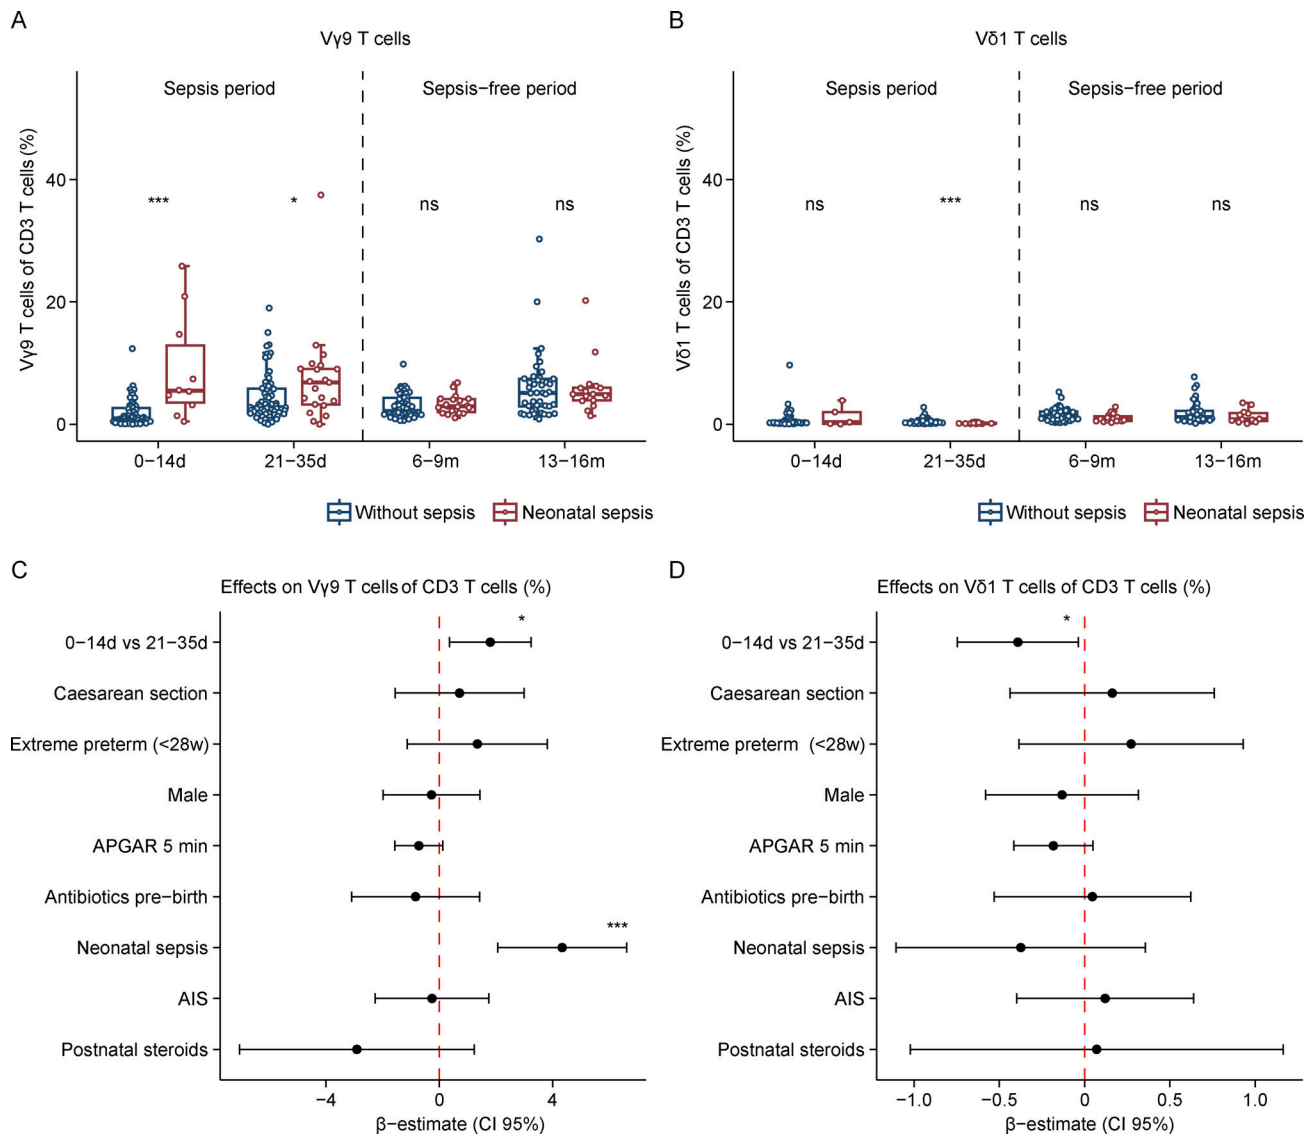 A
Vγ9 T cells
Sepsis period
Sepsis−free period
Vγ9 T cells of CD3 T cells (%)
40
20
0
***
*
ns
ns
0−14d
21−35d
6−9m
13−16m
Without sepsis
Neonatal sepsis
B
Vδ1 T cells
Sepsis period
Sepsis−free period
Vδ1 T cells of CD3 T cells (%)
40
20
0
ns
***
ns
ns
0−14d
21−35d
6−9m
13−16m
Without sepsis
Neonatal sepsis
C
Effects on Vγ9 T cells of CD3 T cells (%)
0−14d vs 21−35d
*
Caesarean section
Extreme preterm (<28w)
Male
APGAR 5 min
Antibiotics pre−birth
Neonatal sepsis
***
AIS
Postnatal steroids
−4
0
4
β−estimate (CI 95%)
D
Effects on Vδ1 T cells of CD3 T cells (%)
0−14d vs 21−35d
*
Caesarean section
Extreme preterm (<28w)
Male
APGAR 5 min
Antibiotics pre−birth
Neonatal sepsis
AIS
Postnatal steroids
−1.0
−0.5
0
0.5
1.0
β−estimate (CI 95%)